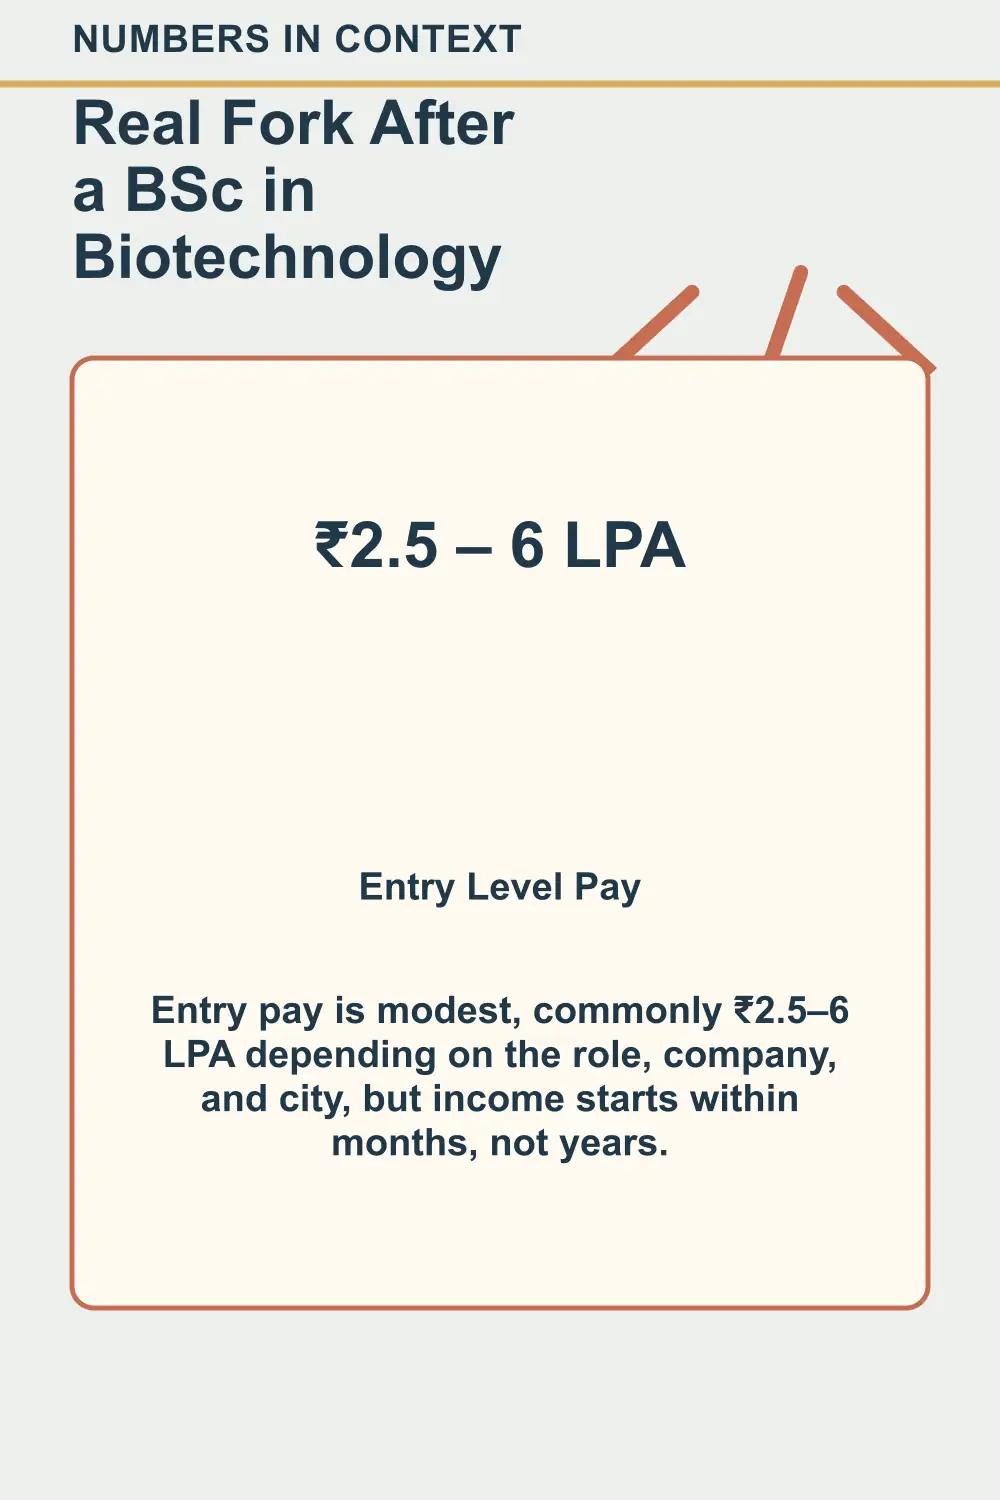 NUMBERS IN CONTEXT
Real Fork After
a BSc in
Biotechnology
₹2.5 – 6 LPA
Entry Level Pay
Entry pay is modest, commonly ₹2.5–6
LPA depending on the role, company,
and city, but income starts within
months, not years.